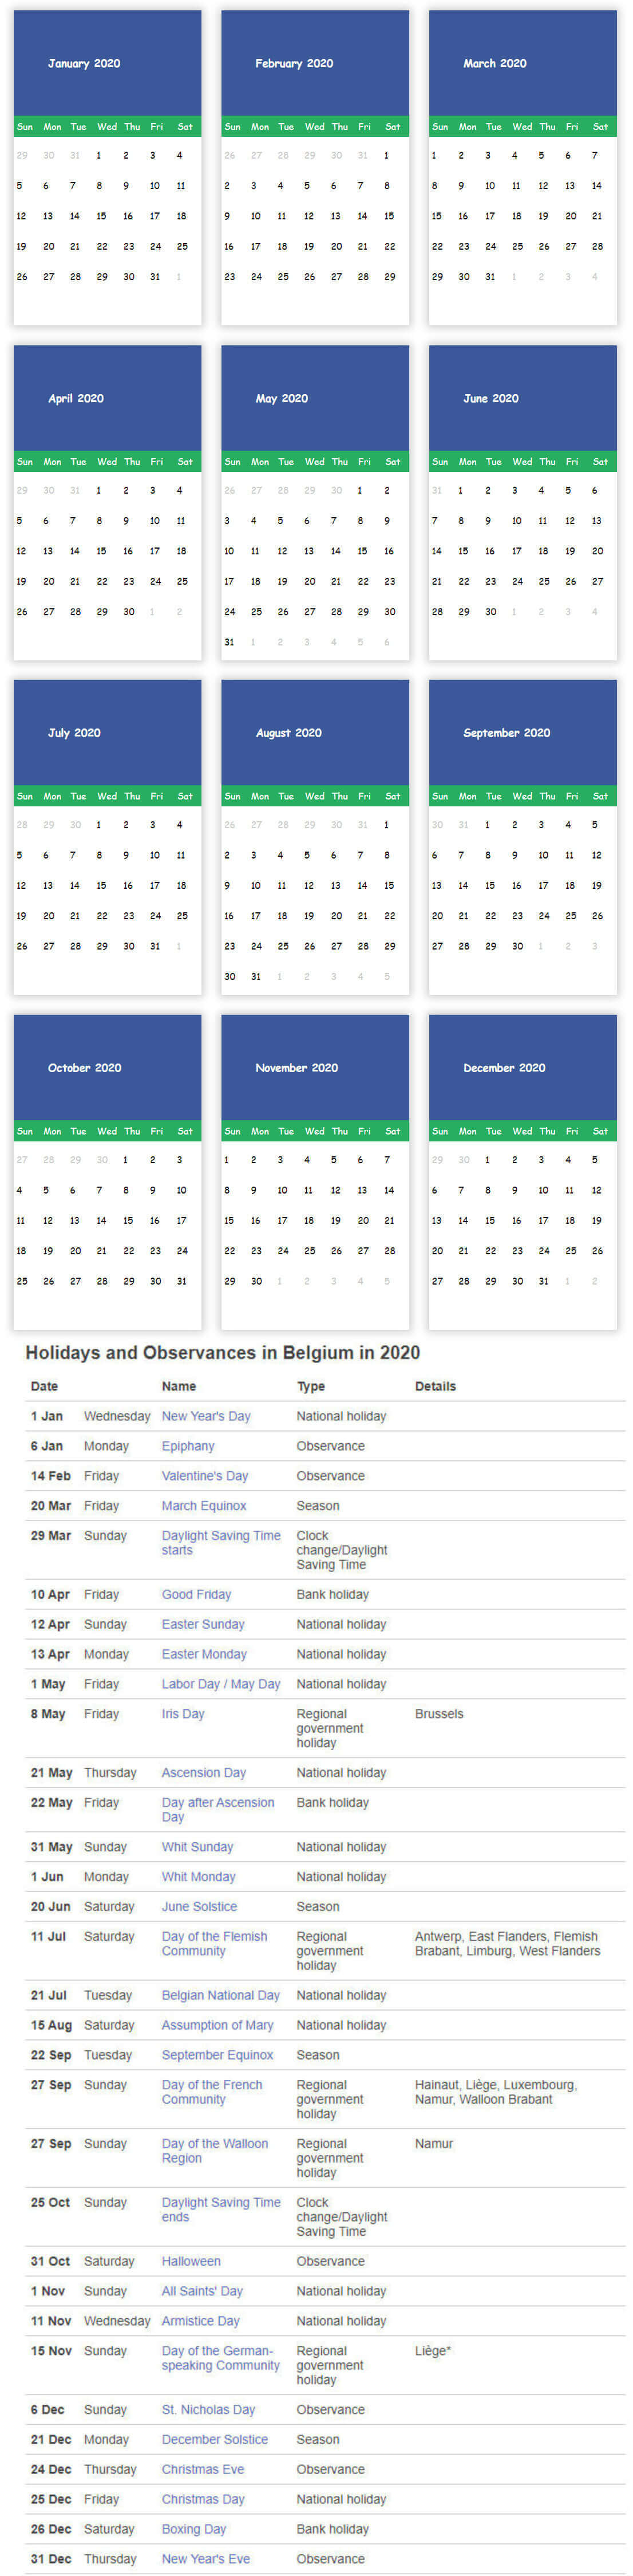 January 2020 February 2020 March 2020
Sun Mon Tue Wed Thu Fri Sat Sun Mon Tue Wed Thu Fri Sat Sun Mon Tue Wed Thu Fri Sat
29 30 31 1 2 3 4 26 27 28 29 30 31 1 1 2 3 4 5 6 7
5 6 7 8 9 10 11 2 3 4 5 6 7 8 8 9 10 11 12 13 14
12 13 14 15 16 17 18 9 10 11 12 13 14 15 15 16 17 18 19 20 21
19 20 21 22 23 24 25 16 17 18 19 20 21 22 22 23 24 25 26 27 28
26 27 28 29 30 31 1 23 24 25 26 27 28 29 29 30 31 1 2 3 4
April 2020 May 2020 June 2020
Sun Mon Tue Wed Thu Fri Sat Sun Mon Tue Wed Thu Fri Sat Sun Mon Tue Wed Thu Fri Sat
29 30 31 1 2 3 4 26 27 28 29 30 1 2 31 1 2 3 4 5 6
5 6 7 8 9 10 11 3 4 5 6 7 8 9 7 8 9 10 11 12 13
12 13 14 15 16 17 18 10 11 12 13 14 15 16 14 15 16 17 18 19 20
19 20 21 22 23 24 25 17 18 19 20 21 22 23 21 22 23 24 25 26 27
26 27 28 29 30 1 2 24 25 26 27 28 29 30 28 29 30 1 2 3 4
31 1 2 3 4 5 6
July 2020 August 2020 September 2020
Sun Mon Tue Wed Thu Fri Sat Sun Mon Tue Wed Thu Fri Sat Sun Mon Tue Wed Thu Fri Sat
28 29 30 1 2 3 4 26 27 28 29 30 31 1 30 31 1 2 3 4 5
5 6 7 8 9 10 11 2 3 4 5 6 7 8 6 7 8 9 10 11 12
12 13 14 15 16 17 18 9 10 11 12 13 14 15 13 14 15 16 17 18 19
19 20 21 22 23 24 25 16 17 18 19 20 21 22 20 21 22 23 24 25 26
26 27 28 29 30 31 1 23 24 25 26 27 28 29 27 28 29 30 1 2 3
30 31 1 2 3 4 5
October 2020 November 2020 December 2020
Sun Mon Tue Wed Thu Fri Sat Sun Mon Tue Wed Thu Fri Sat Sun Mon Tue Wed Thu Fri Sat
27 28 29 30 1 2 3 1 2 3 4 5 6 7 29 30 1 2 3 4 5
4 5 6 7 8 9 10 8 9 10 11 12 13 14 6 7 8 9 10 11 12
11 12 13 14 15 16 17 15 16 17 18 19 20 21 13 14 15 16 17 18 19
18 19 20 21 22 23 24 22 23 24 25 26 27 28 20 21 22 23 24 25 26
25 26 27 28 29 30 31 29 30 1 2 3 4 5 27 28 29 30 31 1 2
Holidays and Observances in Belgium in 2020
Date Name Type Details
1 Jan Wednesday New Year's Day National holiday
6 Jan Monday Epiphany Observance
14 Feb Friday Valentine's Day Observance
20 Mar Friday March Equinox Season
29 Mar Sunday Daylight Saving Time Clock
starts change/Daylight
Saving Time
10 Apr Friday Good Friday Bank holiday
12 Apr Sunday Easter Sunday National holiday
13 Apr Monday Easter Monday National holiday
1 May Friday Labor Day / May Day National holiday
8 May Friday Iris Day Regional Brussels
government
holiday
21 May Thursday Ascension Day National holiday
22 May Friday Day after Ascension Bank holiday
Day
31 May Sunday Whit Sunday National holiday
1 Jun Monday Whit Monday National holiday
20 Jun Saturday June Solstice Season
11 Jul Saturday Day of the Flemish Regional Antwerp, East Flanders, Flemish
Community government Brabant, Limburg, West Flanders
holiday
21 Jul Tuesday Belgian National Day National holiday
15 Aug Saturday Assumption of Mary National holiday
22 Sep Tuesday September Equinox Season
27 Sep Sunday Day of the French Regional Hainaut, Liège, Luxembourg,
Community government Namur, Walloon Brabant
holiday
27 Sep Sunday Day of the Walloon Regional Namur
Region government
holiday
25 Oct Sunday Daylight Saving Time Clock
ends change/Daylight
Saving Time
31 Oct Saturday Halloween Observance
1 Nov Sunday All Saints' Day National holiday
11 Nov Wednesday Armistice Day National holiday
15 Nov Sunday Day of the German- Regional Liège*
speaking Community government
holiday
6 Dec Sunday St. Nicholas Day Observance
21 Dec Monday December Solstice Season
24 Dec Thursday Christmas Eve Observance
25 Dec Friday Christmas Day National holiday
26 Dec Saturday Boxing Day Bank holiday
31 Dec Thursday New Year's Eve Observance